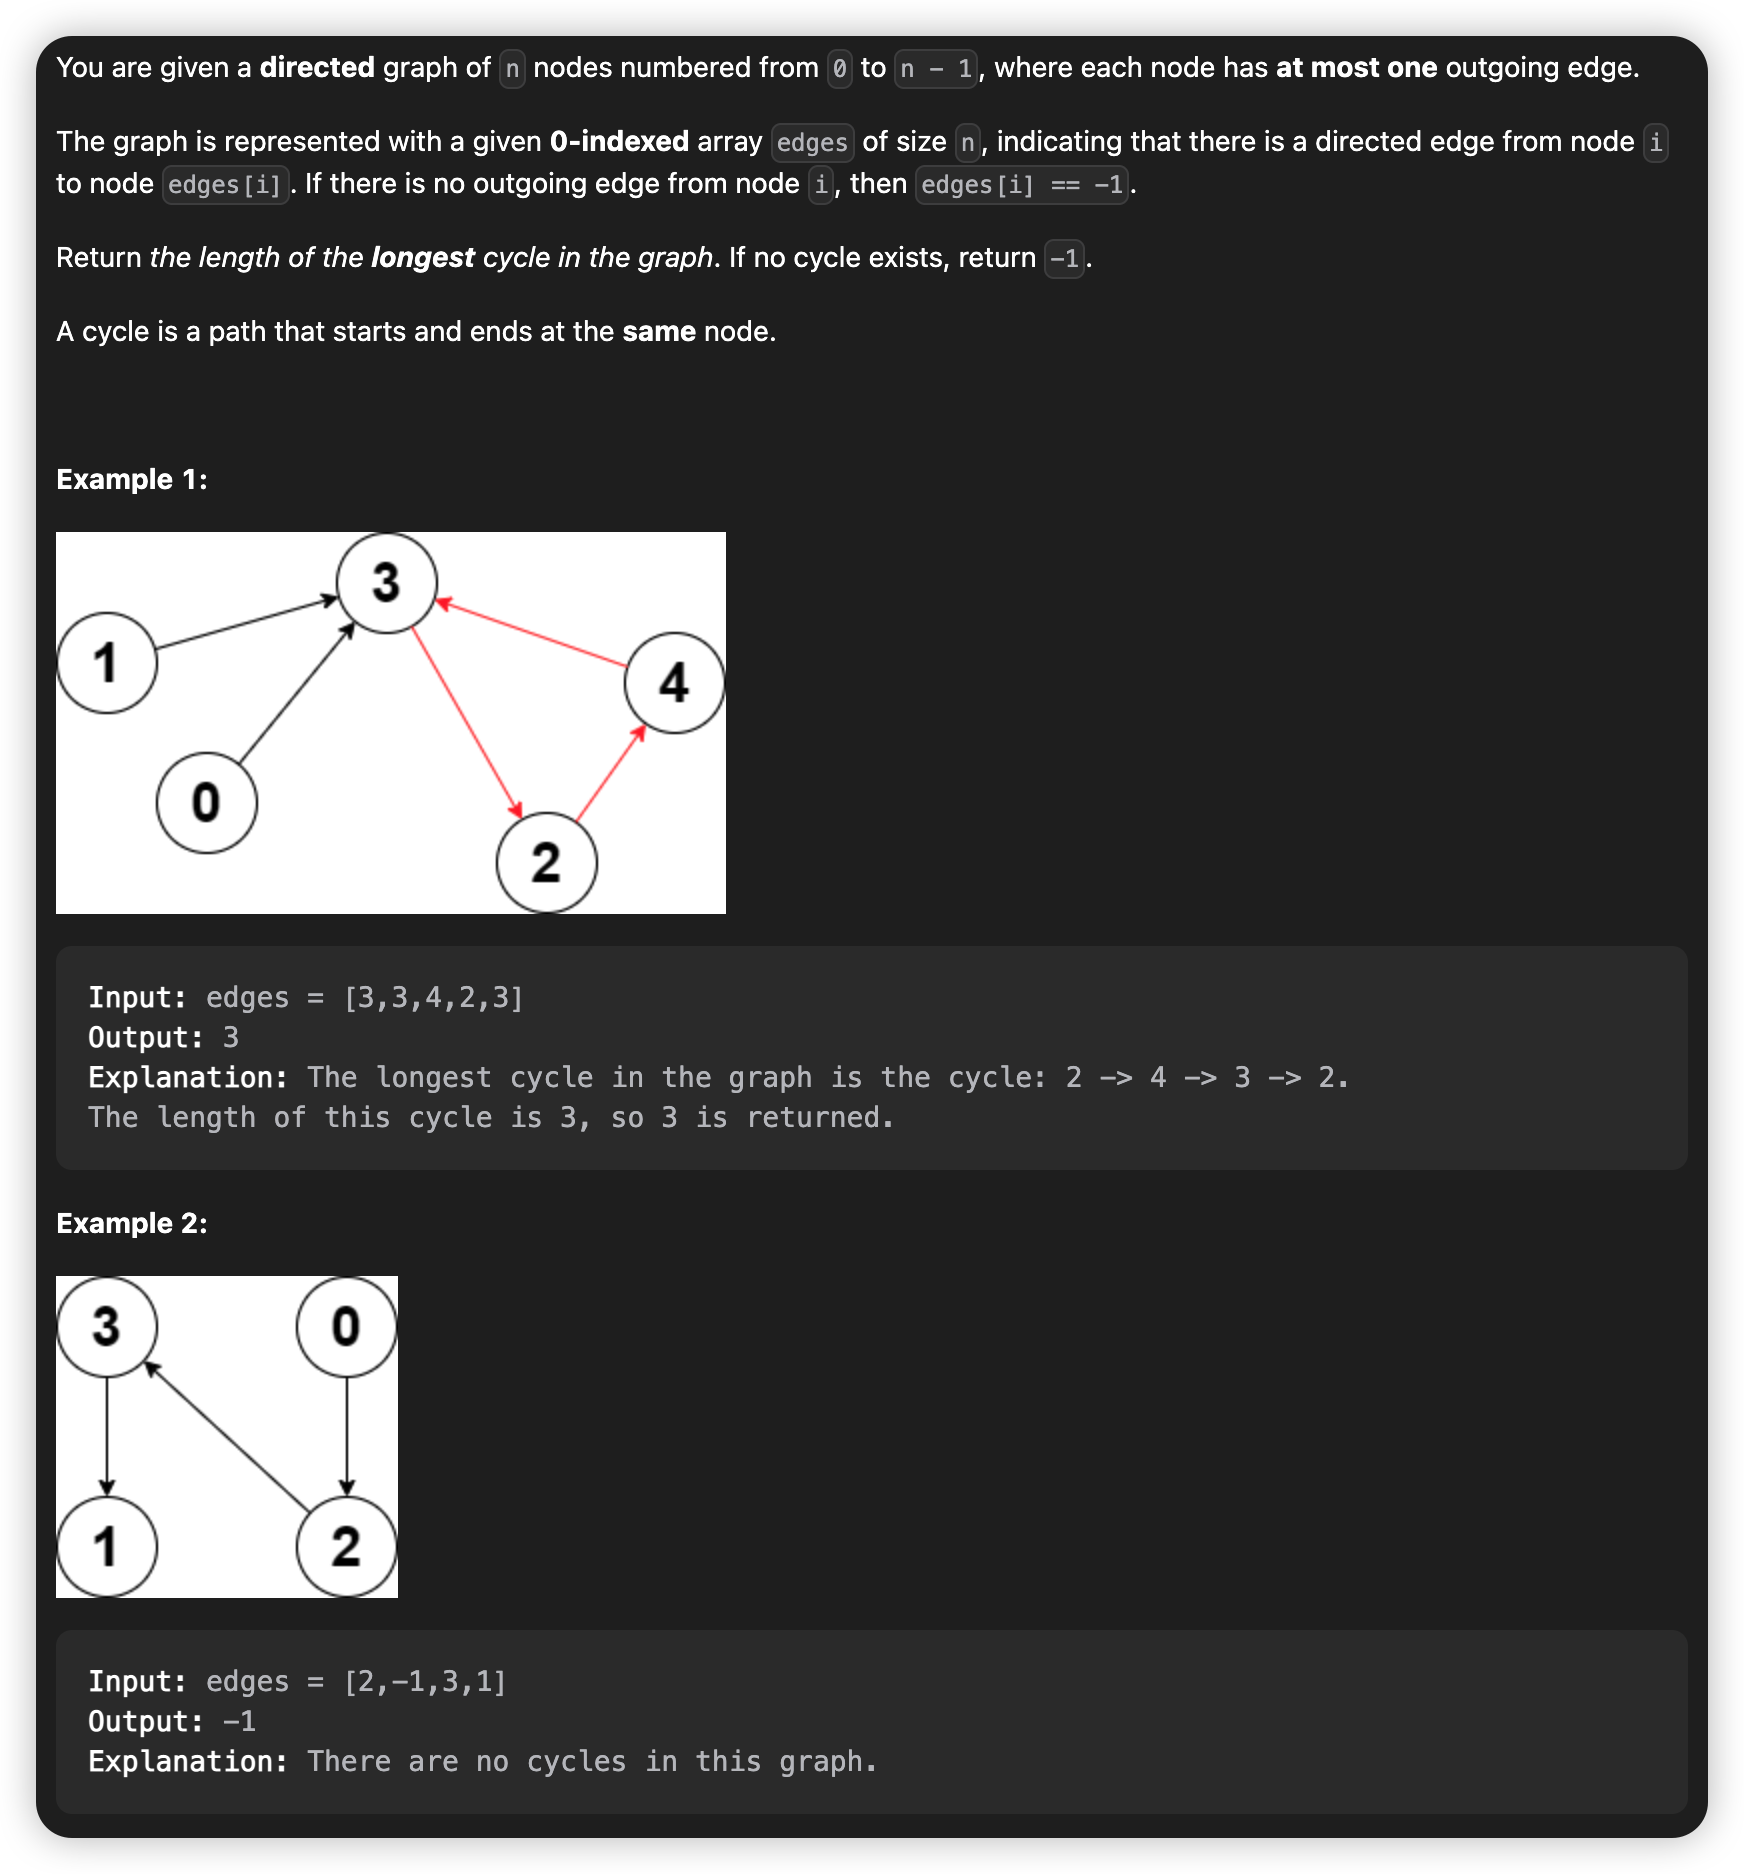 You are given a directed graph of n nodes numbered from 0 to n - 1, where each node has at most one outgoing edge.
The graph is represented with a given 0-indexed array edges of size n, indicating that there is a directed edge from node i
to node edges[i]. If there is no outgoing edge from node i, then edges[i] == -1.
Return the length of the longest cycle in the graph. If no cycle exists, return -1.
A cycle is a path that starts and ends at the same node.
Example 1:
3
1
4
0
2
Input: edges = [3,3,4,2,3]
Output: 3
Explanation: The longest cycle in the graph is the cycle: 2 -> 4 -> 3 -> 2.
The length of this cycle is 3, so 3 is returned.
Example 2:
3 0
1 2
Input: edges = [2,-1,3,1]
Output: -1
Explanation: There are no cycles in this graph.